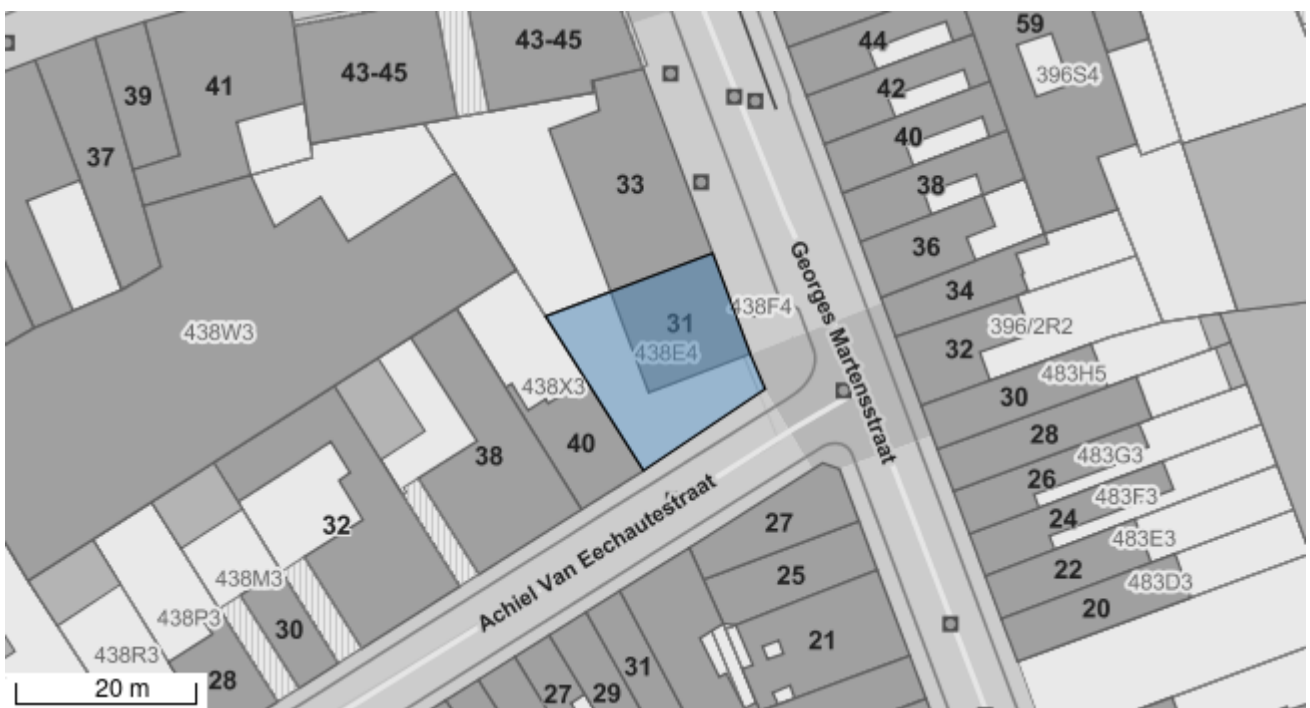 59
44
43-45
43-45
396S4
39
41
42
37
40
33
38
36
Georges Martensstraat
34
438W3
438F4
31
438E4
396/2R2
32
483H5
438X3
30
40
28
38
483G3
26
483F3
24
483E3
32
27
Achiel Van Eechautestraat
22
483D3
25
438M3
20
438P3
30
21
438R3
31
28
27
29
20 m